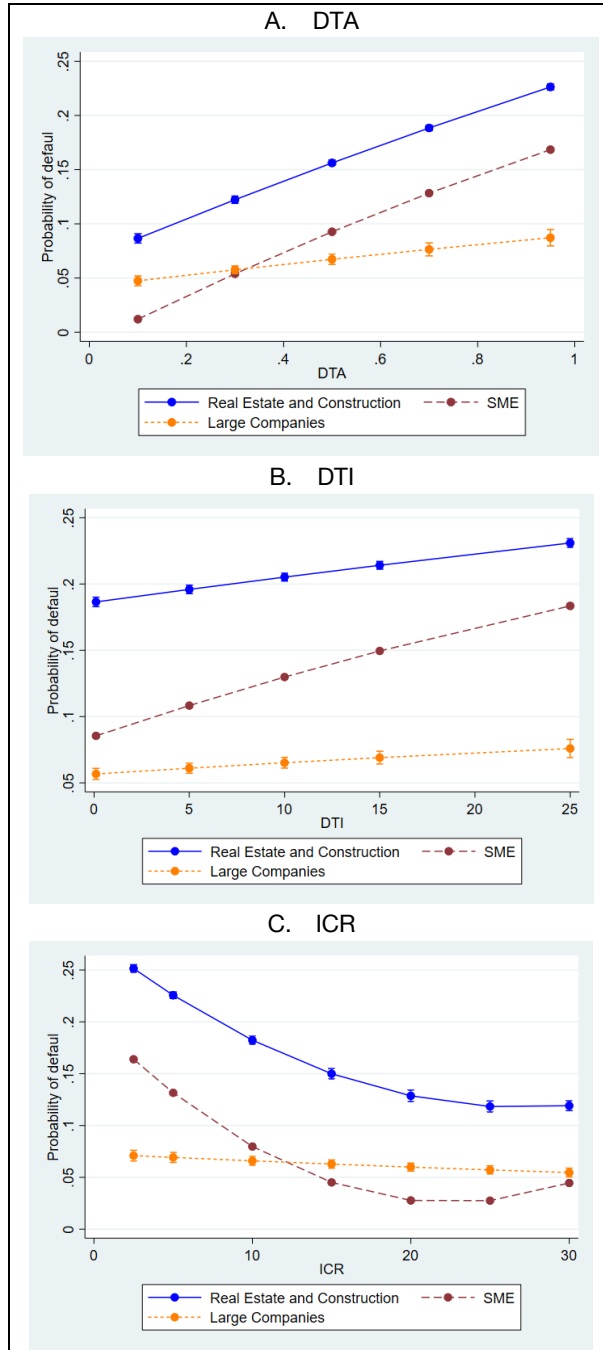 A. DTA
Probability of defaul
.25
.2
.15
.1
.05
0
0 .2 .4 .6 .8 1
DTA
Real Estate and Construction SME
Large Companies
B. DTI
Probability of defaul
.25
.2
.15
.1
.05
0 5 10 15 20 25
DTI
Real Estate and Construction SME
Large Companies
C. ICR
Probability of defaul
.25
.2
.15
.1
.05
0
0 10 20 30
ICR
Real Estate and Construction SME
Large Companies